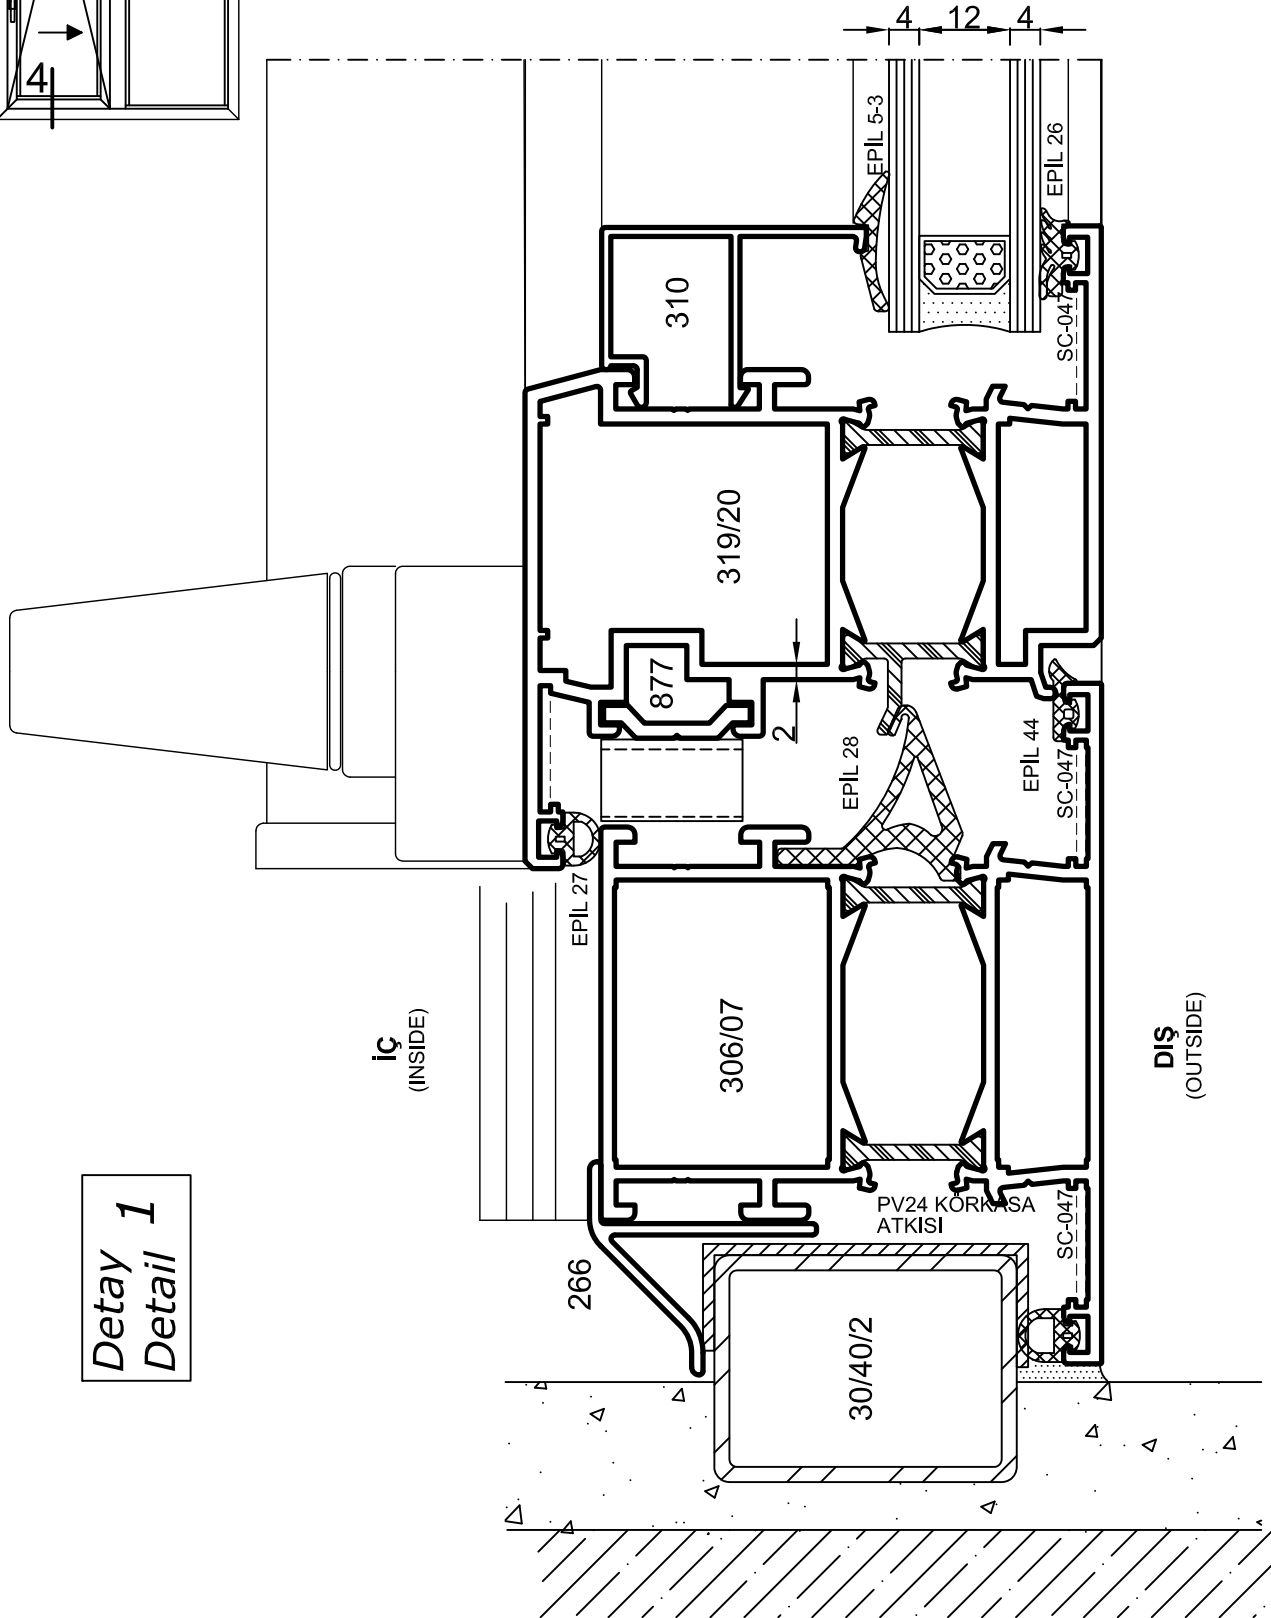 4
4 12 4
EPİL 5-3
EPİL 26
310
SC-047
319/20
877
2
EPİL 28
EPİL 44
SC-047
EPİL 27
306/07
İÇ
(INSIDE)
DIŞ
(OUTSIDE)
Detay 1
Detail 1
PV24 KÖRKASA
ATKISI
SC-047
266
30/40/2